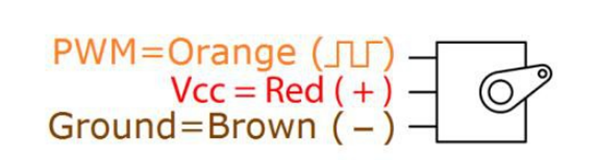 PWM=Orange (⎍⎍)
Vcc = Red ( + )
Ground=Brown ( − )